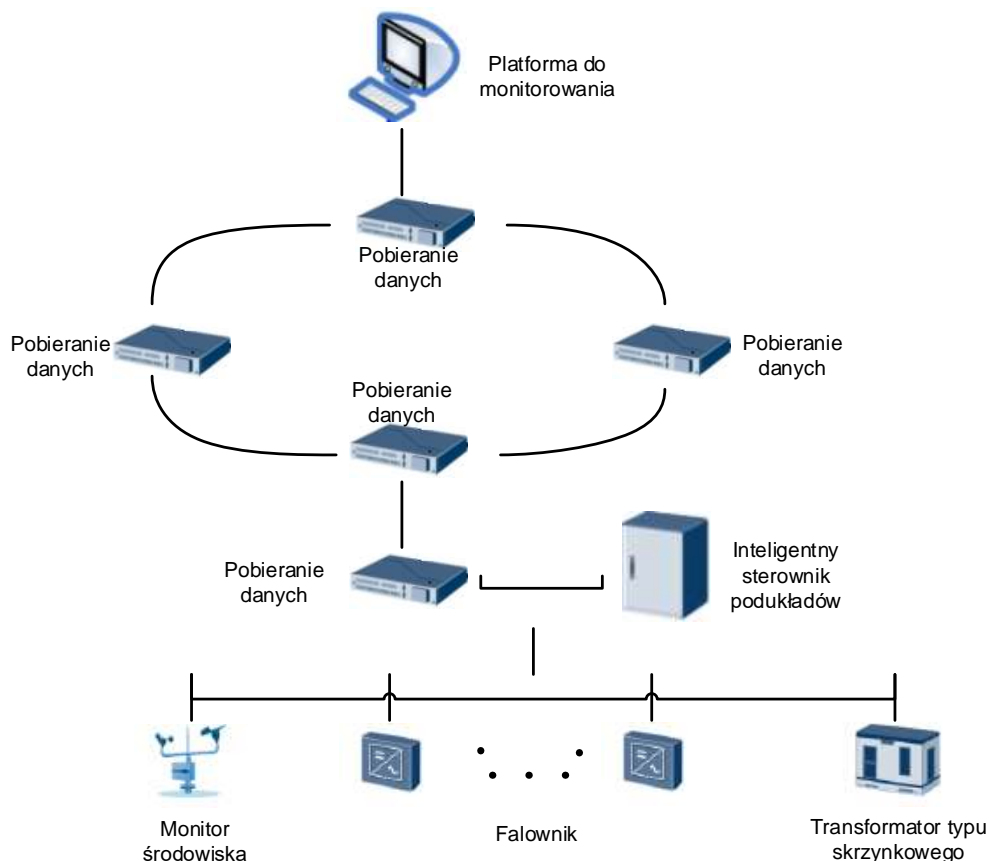 Platforma do
monitorowania
Pobieranie
danych
Pobieranie
danych
Pobieranie
danych
Pobieranie
danych
Pobieranie
danych
Inteligentny
sterownik
podukładów
Monitor
środowiska
Falownik
Transformator typu
skrzynkowego